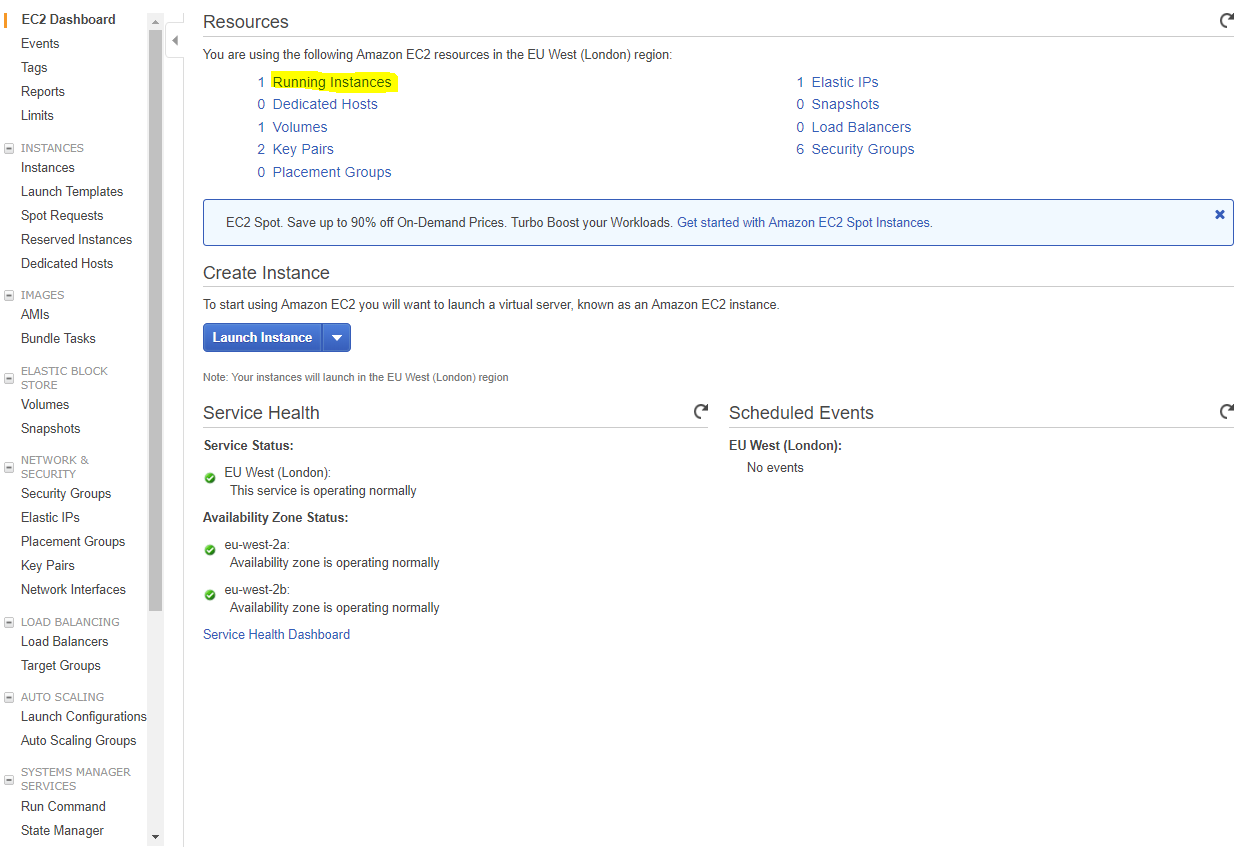 EC2 Dashboard
Events
Tags
Reports
Limits
INSTANCES
Instances
Launch Templates
Spot Requests
Reserved Instances
Dedicated Hosts
IMAGES
AMIs
Bundle Tasks
ELASTIC BLOCK
STORE
Volumes
Snapshots
NETWORK &
SECURITY
Security Groups
Elastic IPs
Placement Groups
Key Pairs
Network Interfaces
LOAD BALANCING
Load Balancers
Target Groups
AUTO SCALING
Launch Configurations
Auto Scaling Groups
SYSTEMS MANAGER
SERVICES
Run Command
State Manager
Resources
You are using the following Amazon EC2 resources in the EU West (London) region:
1 Running Instances
0 Dedicated Hosts
1 Volumes
2 Key Pairs
0 Placement Groups
1 Elastic IPs
0 Snapshots
0 Load Balancers
6 Security Groups
EC2 Spot. Save up to 90% off On-Demand Prices. Turbo Boost your Workloads. Get started with Amazon EC2 Spot Instances.
Create Instance
To start using Amazon EC2 you will want to launch a virtual server, known as an Amazon EC2 instance.
Launch Instance
Note: Your instances will launch in the EU West (London) region
Service Health
Service Status:
EU West (London):
This service is operating normally
Availability Zone Status:
eu-west-2a:
Availability zone is operating normally
eu-west-2b:
Availability zone is operating normally
Service Health Dashboard
Scheduled Events
EU West (London):
No events